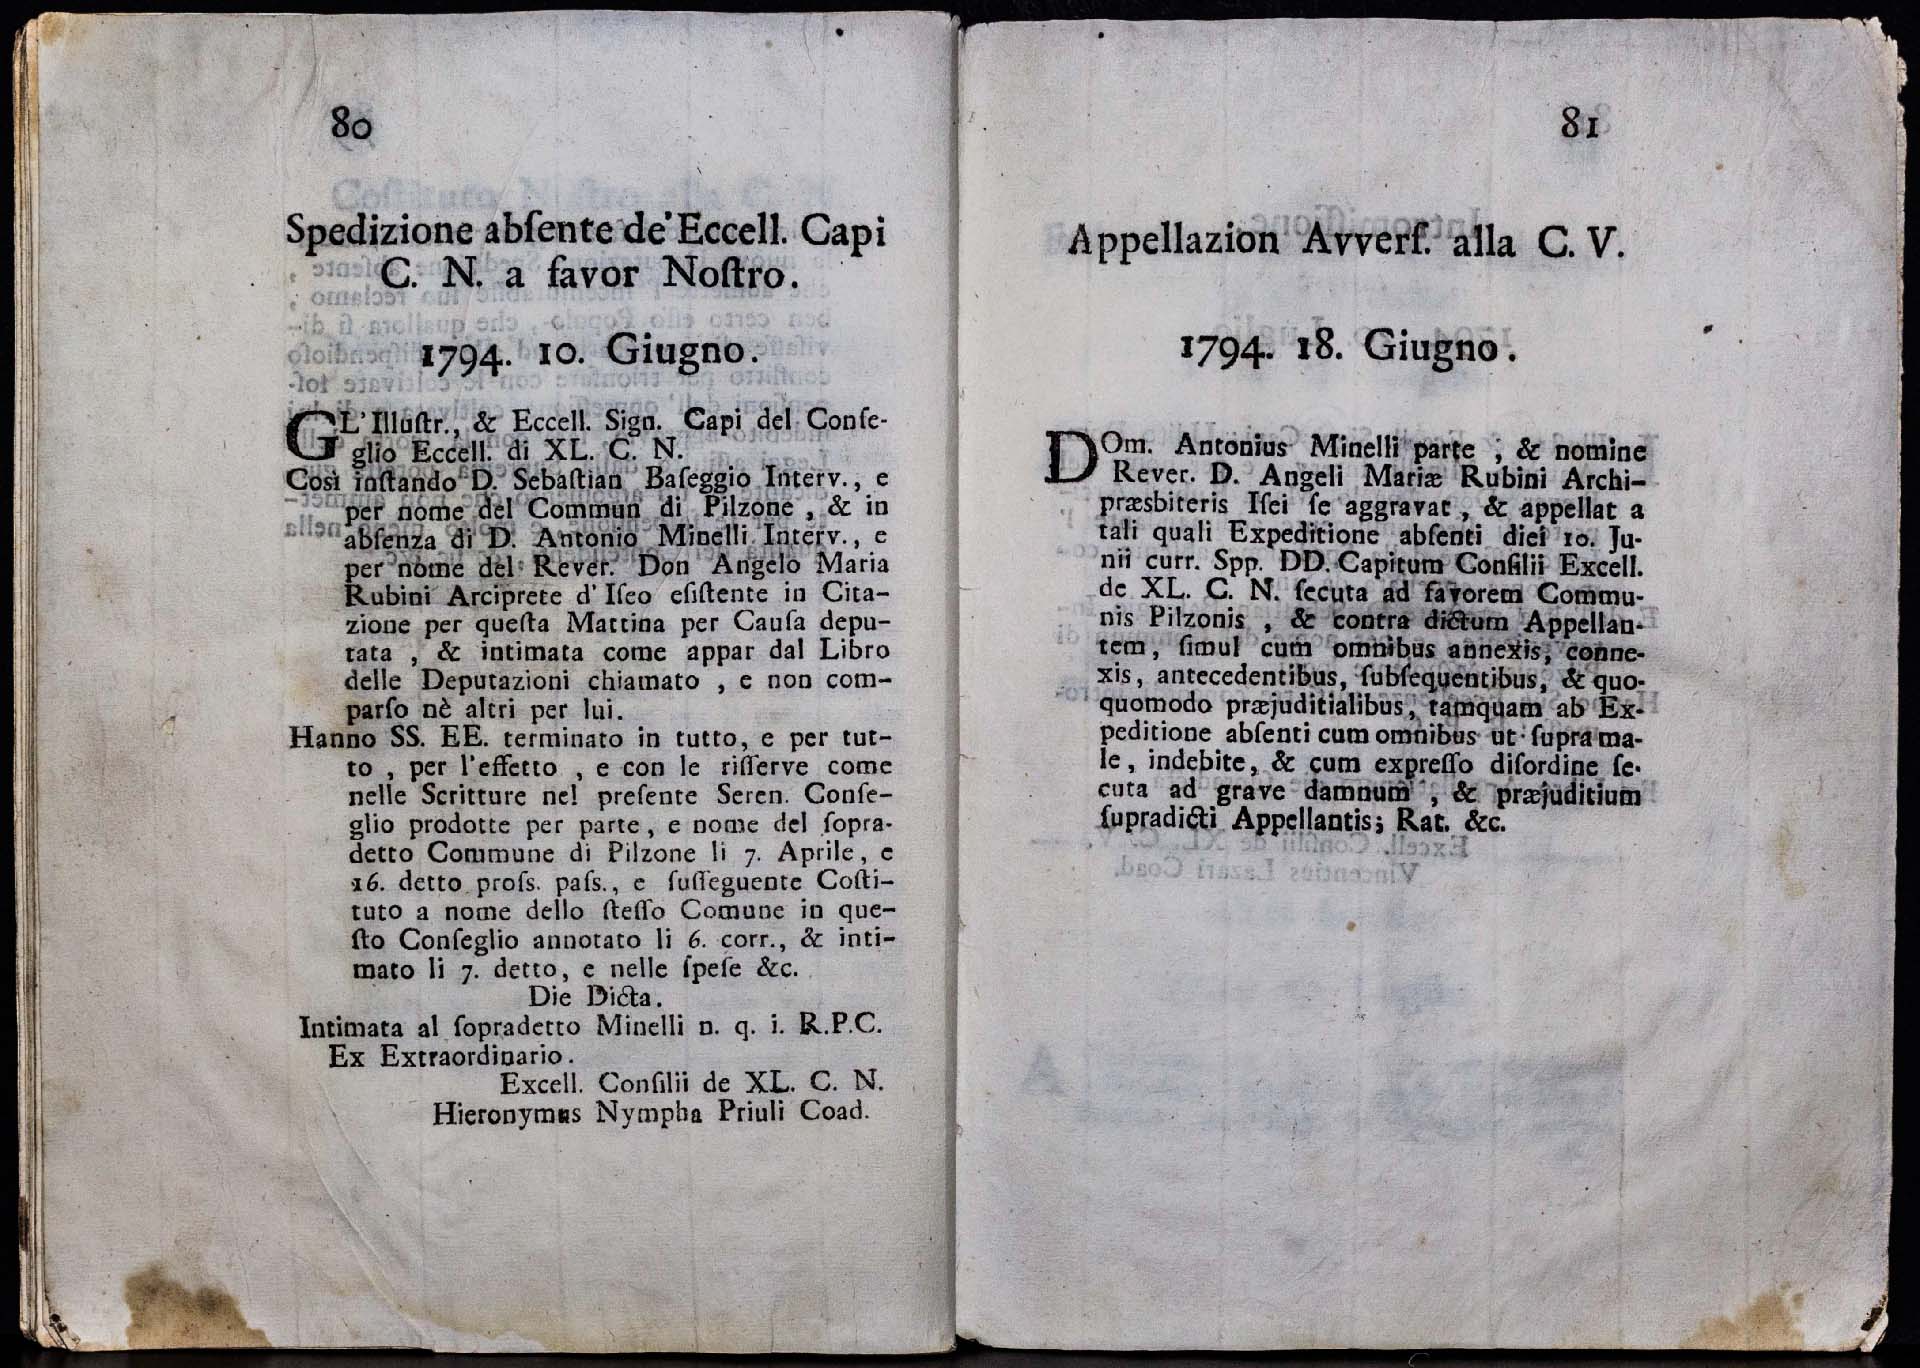 80
Spedizione abſente de' Eccell. Capi
C. N. a favor Noſtro.
1794. 10. Giugno.
GL'Illuſtr., & Eccell. Sign. Capi del Conſe-
glio Eccell. di XL. C. N.
Così inſtando D. Sebaſtian Baſeggio Interv., e
per nome del Commun di Pilzone, & in
abſenza di D. Antonio Minelli Interv., e
per nome del Rever. Don Angelo Maria
Rubini Arciprete d'Iſeo eſiſtente in Cita-
zione per queſta Mattina per Cauſa depu-
tata, & intimata come appar dal Libro
delle Deputazioni chiamato, e non com-
parſo nè altri per lui.
Hanno SS. EE. terminato in tutto, e per tut-
to, per l'effetto, e con le riſſerve come
nelle Scritture nel preſente Seren. Conſe-
glio prodotte per parte, e nome del ſopra-
detto Commune di Pilzone li 7. Aprile, e
16. detto proſs. paſs., e ſuſſeguente Coſti-
tuto a nome dello ſteſſo Comune in que-
ſto Conſeglio annotato li 6. corr., & inti-
mato li 7. detto, e nelle ſpeſe &c.
Die Dicta.
Intimata al ſopradetto Minelli n. q. i. R.P.C.
Ex Extraordinario.
Excell. Conſilii de XL. C. N.
Hieronymus Nympha Priuli Coad.
81
Appellazion Avverſ. alla C. V.
1794. 18. Giugno.
DOm. Antonius Minelli parte, & nomine
Rever. D. Angeli Mariæ Rubini Archi-
præsbiteris Iſei ſe aggravat, & appellat a
tali quali Expeditione abſenti diei 10. Ju-
nii curr. Spp. DD. Capitum Conſilii Excell.
de XL. C. N. ſecuta ad favorem Commu-
nis Pilzonis, & contra dictum Appellan-
tem, ſimul cum omnibus annexis, conne-
xis, antecedentibus, ſubſequentibus, & quo-
quomodo præjuditialibus, tamquam ab Ex-
peditione abſenti cum omnibus ut ſupra ma-
le, indebite, & cum expreſſo diſordine ſe-
cuta ad grave damnum, & præjuditium
ſupradicti Appellantis; Rat. &c.